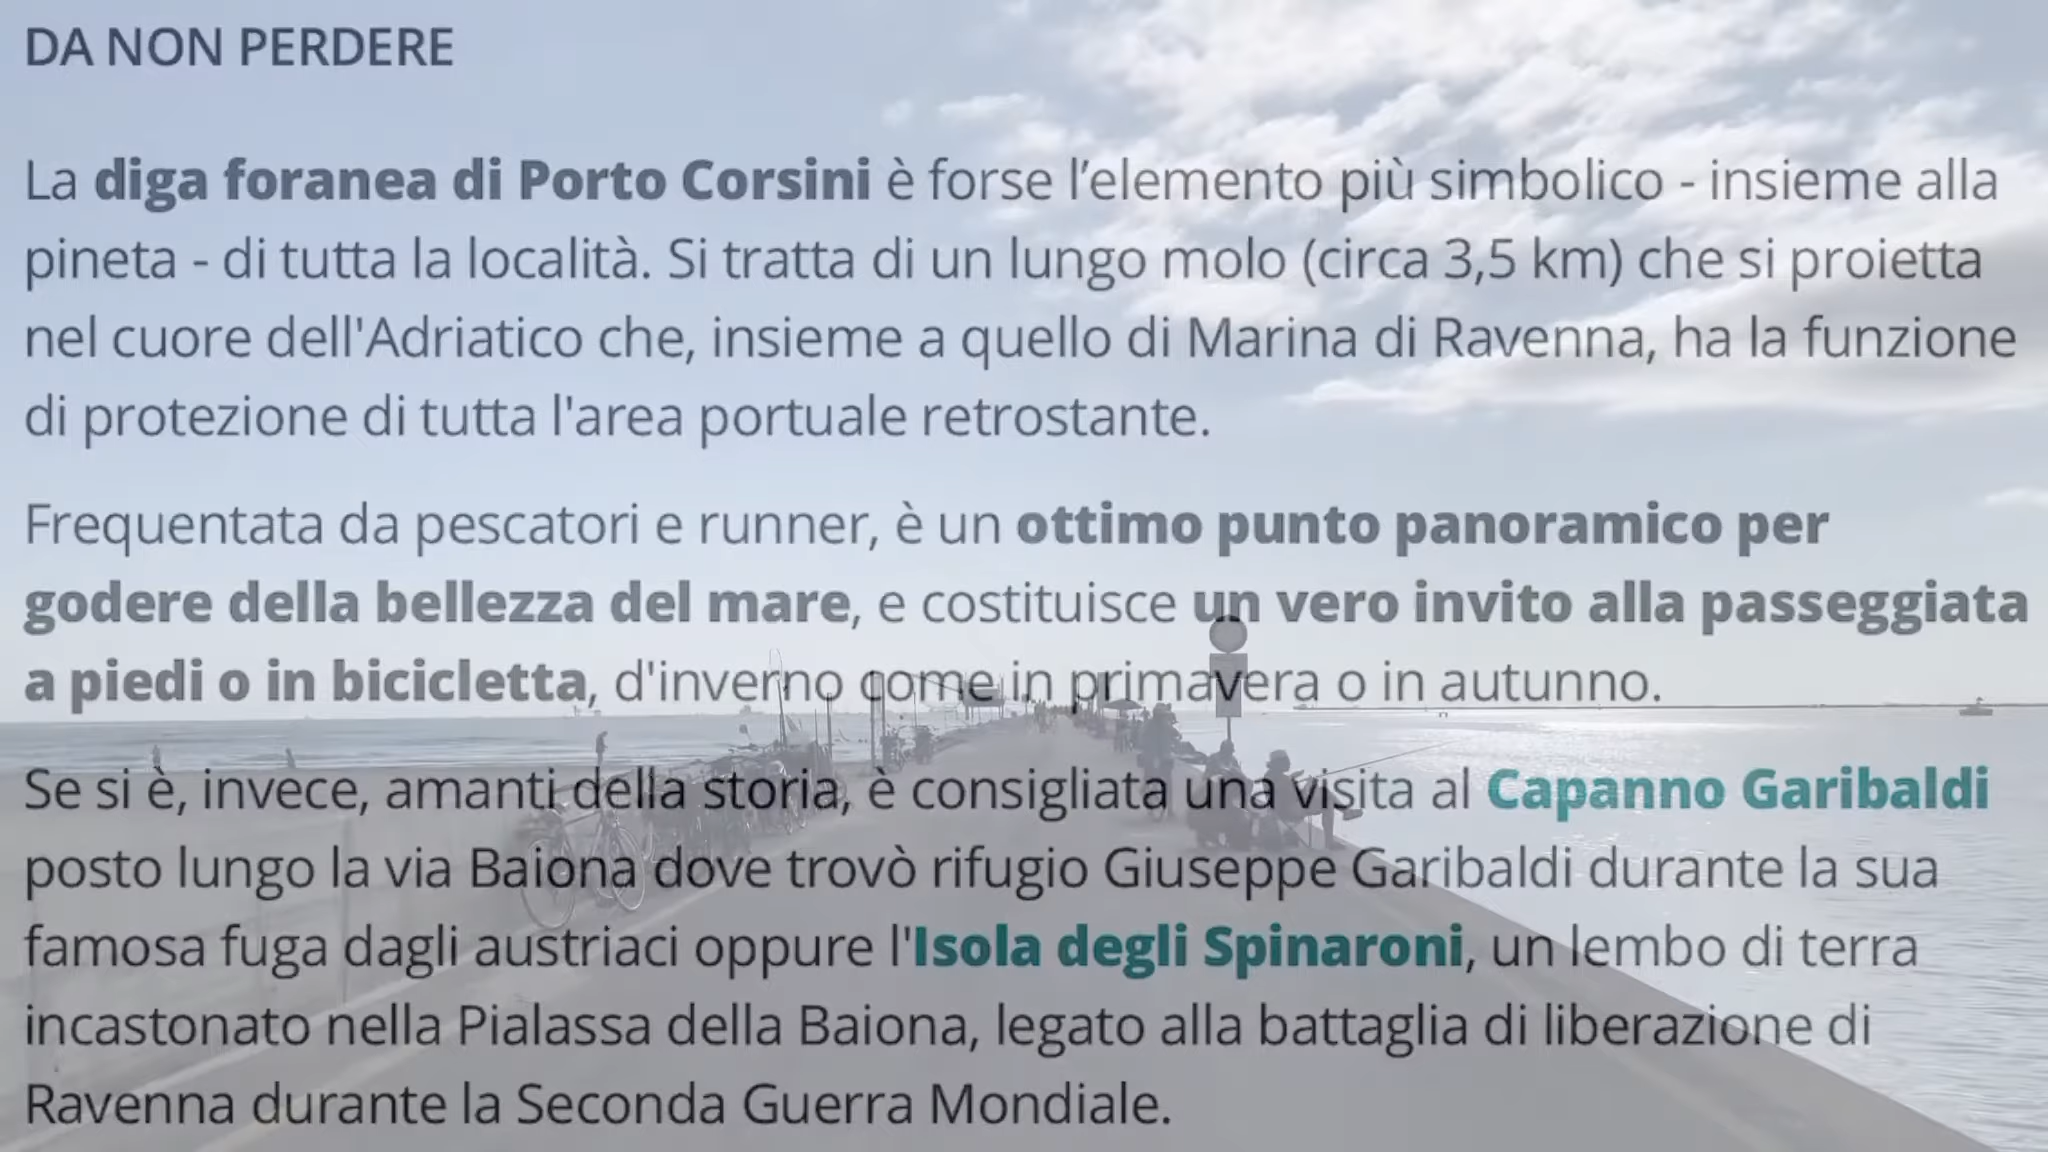 DA NON PERDERE
La diga foranea di Porto Corsini è forse l’elemento più simbolico - insieme alla
pineta - di tutta la località. Si tratta di un lungo molo (circa 3,5 km) che si proietta
nel cuore dell'Adriatico che, insieme a quello di Marina di Ravenna, ha la funzione
di protezione di tutta l'area portuale retrostante.
Frequentata da pescatori e runner, è un ottimo punto panoramico per
godere della bellezza del mare, e costituisce un vero invito alla passeggiata
a piedi o in bicicletta, d'inverno come in primavera o in autunno.
Se si è, invece, amanti della storia, è consigliata una visita al Capanno Garibaldi
posto lungo la via Baiona dove trovò rifugio Giuseppe Garibaldi durante la sua
famosa fuga dagli austriaci oppure l'Isola degli Spinaroni, un lembo di terra
incastonato nella Pialassa della Baiona, legato alla battaglia di liberazione di
Ravenna durante la Seconda Guerra Mondiale.